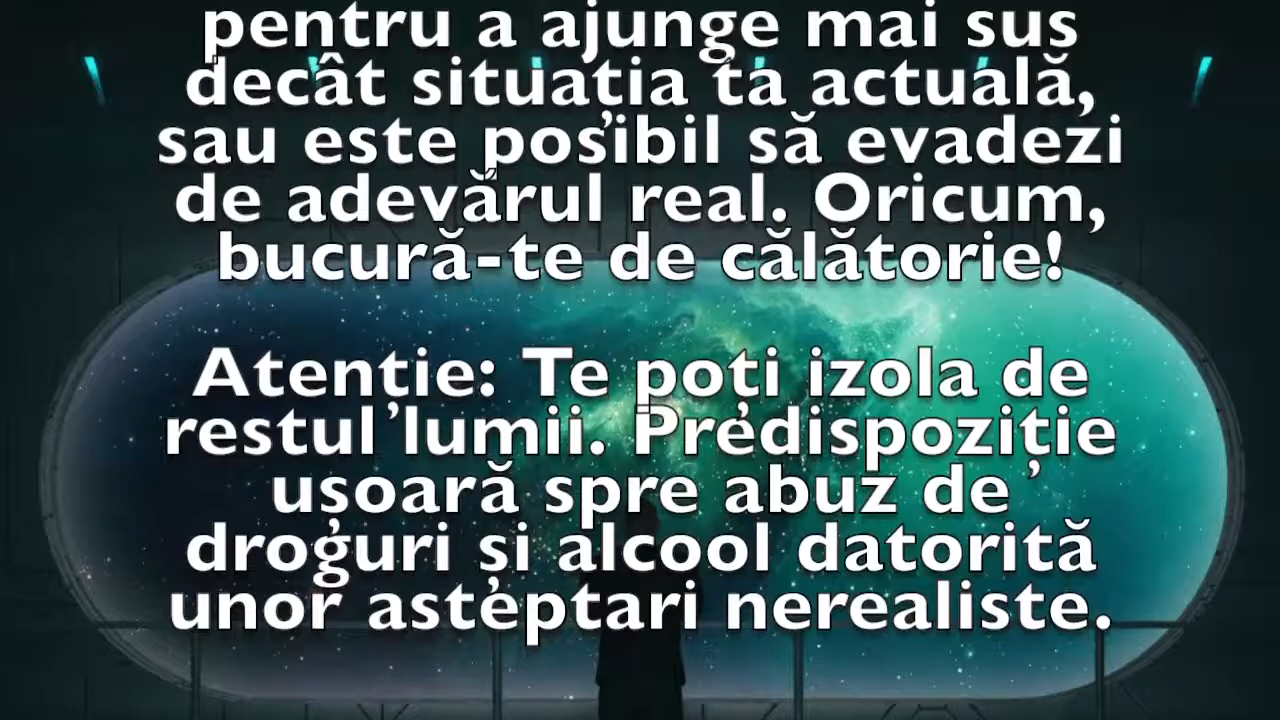 pentru a ajunge mai sus
decât situația ta actuală,
sau este posibil să evadezi
de adevărul real. Oricum,
bucură-te de călătorie!
Atenție: Te poți izola de
restul lumii. Predispoziție
ușoară spre abuz de
droguri și alcool datorită
unor așteptari nerealiste.